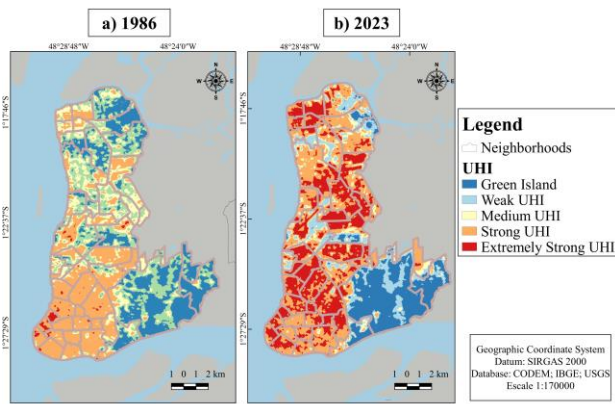 a) 1986
b) 2023
48°28'48"W 48°24'0"W
48°28'48"W 48°24'0"W
N
W E
S
N
W E
S
1°17'46"S
1°22'37"S
1°27'29"S
1°17'46"S
1°22'37"S
1°27'29"S
1 0 1 2 km
1 0 1 2 km
Legend
Neighborhoods
UHI
Green Island
Weak UHI
Medium UHI
Strong UHI
Extremely Strong UHI
Geographic Coordinate System
Datum: SIRGAS 2000
Database: CODEM; IBGE; USGS
Escale 1:170000